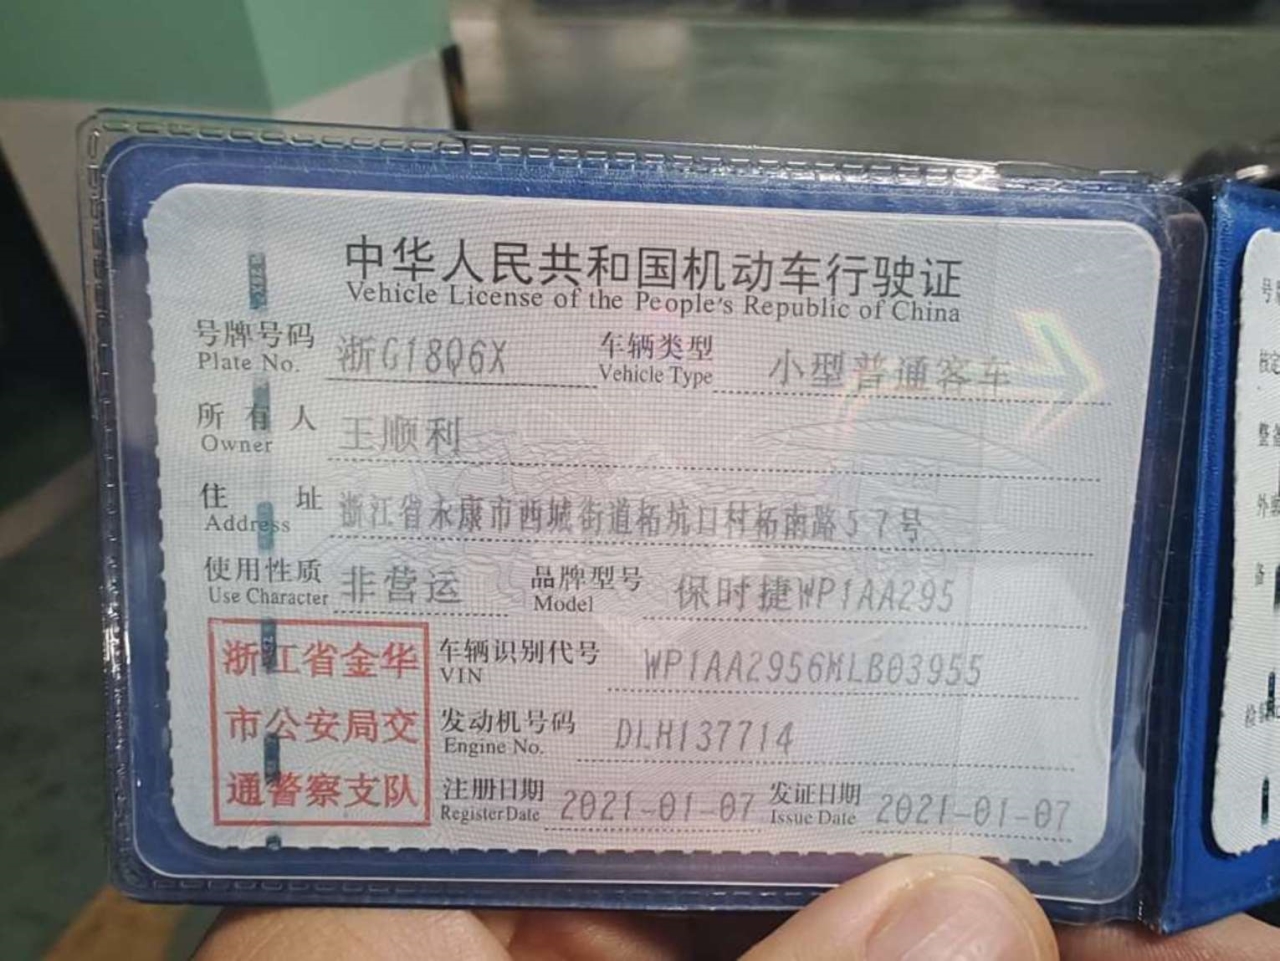 中华人民共和国机动车行驶证
Vehicle License of the People's Republic of China
号牌号码 浙G18Q6X 车辆类型 小型普通客车
Plate No. Vehicle Type
所有人 王顺利
Owner
住址 浙江省永康市西城街道柘坑口村柘南路57号
Address
使用性质 非营运 品牌型号 保时捷WP1AA295
Use Character Model
浙江省金华
市公安局交
通警察支队
车辆识别代号 WP1AA2956MLB03955
VIN
发动机号码 DLH137714
Engine No.
注册日期 2021-01-07 发证日期 2021-01-07
Register Date Issue Date